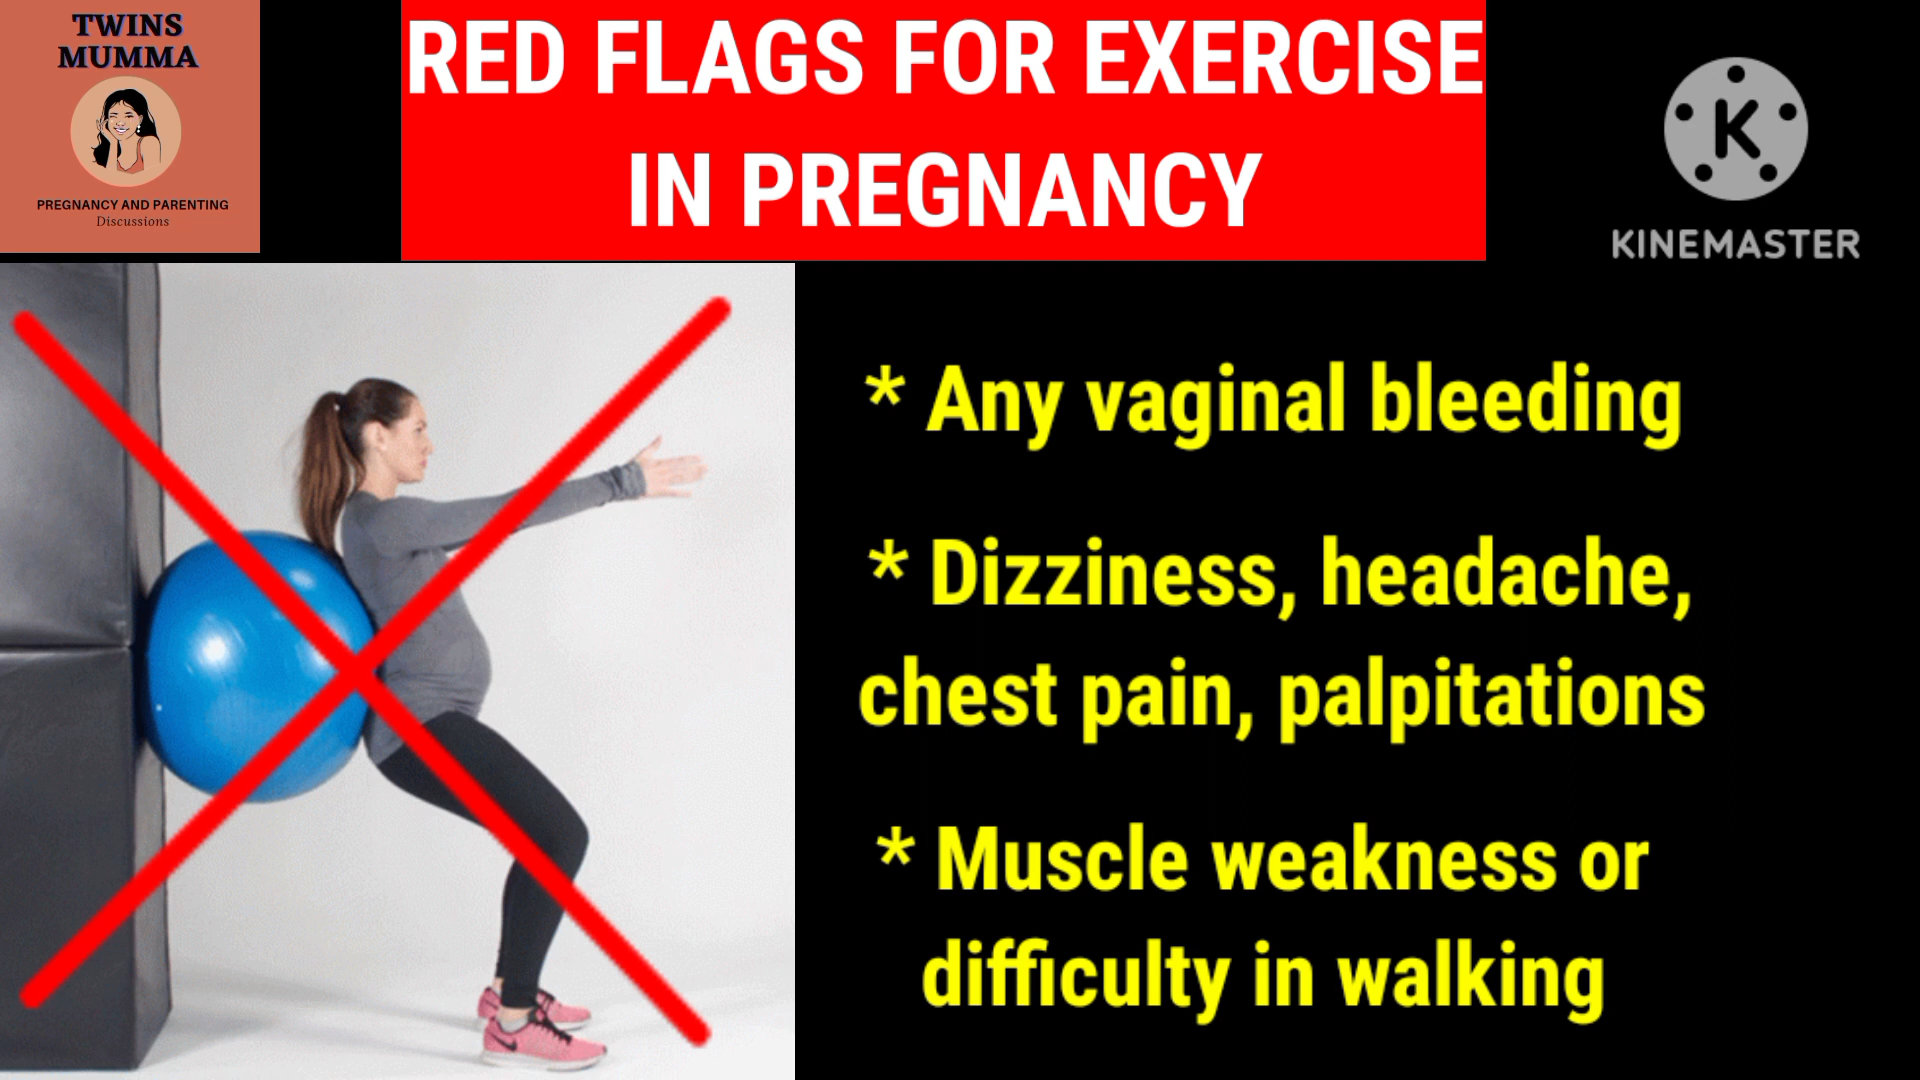 TWINS
MUMMA
PREGNANCY AND PARENTING
Discussions
RED FLAGS FOR EXERCISE
IN PREGNANCY
K
KINEMASTER
* Any vaginal bleeding
* Dizziness, headache,
chest pain, palpitations
* Muscle weakness or
difficulty in walking